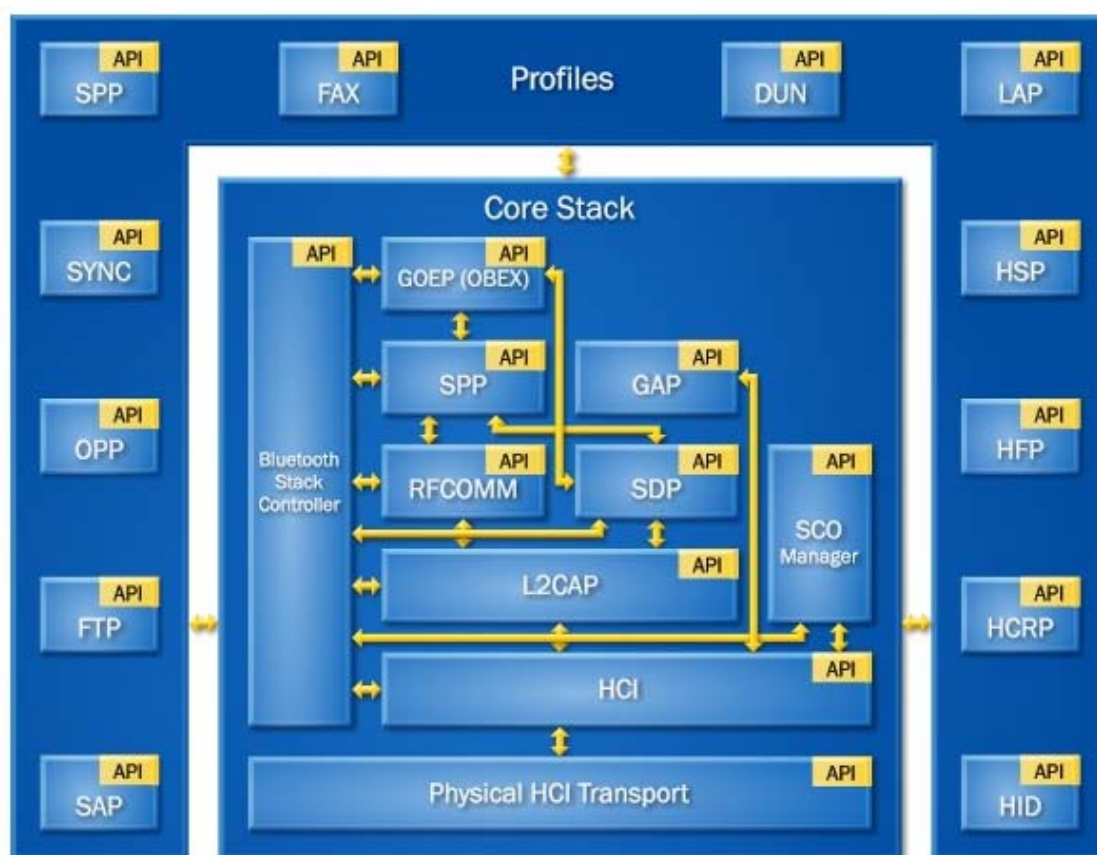 API
SPP
API
FAX
Profiles
API
DUN
API
LAP
Core Stack
API
SYNC
API
Bluetooth
Stack
Controller
API
GOEP (OBEX)
API
HSP
API
SPP
API
GAP
API
OPP
API
RFCOMM
API
SDP
API
SCO
Manager
API
HFP
API
L2CAP
API
FTP
API
HCI
API
HCRP
API
SAP
API
Physical HCI Transport
API
HID